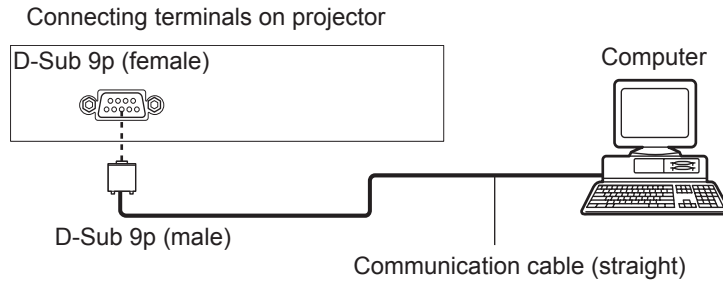 Connecting terminals on projector
D-Sub 9p (female)
Computer
D-Sub 9p (male)
Communication cable (straight)